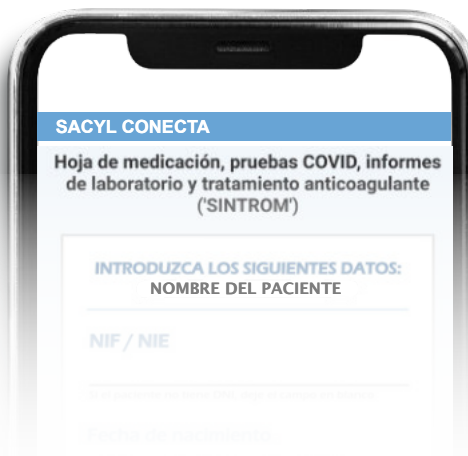 SACYL CONECTA
Hoja de medicación, pruebas COVID, informes
de laboratorio y tratamiento anticoagulante
('SINTROM')
INTRODUZCA LOS SIGUIENTES DATOS:
NOMBRE DEL PACIENTE
NIF / NIE